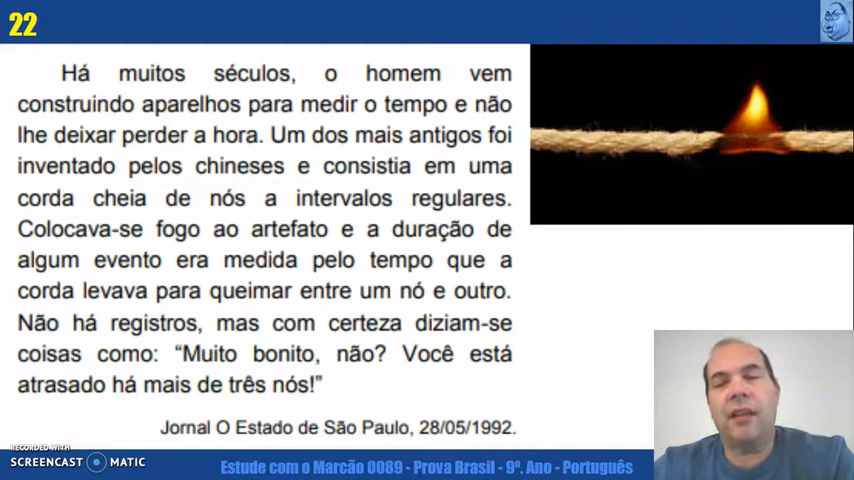 22
Há muitos séculos, o homem vem
construindo aparelhos para medir o tempo e não
lhe deixar perder a hora. Um dos mais antigos foi
inventado pelos chineses e consistia em uma
corda cheia de nós a intervalos regulares.
Colocava-se fogo ao artefato e a duração de
algum evento era medida pelo tempo que a
corda levava para queimar entre um nó e outro.
Não há registros, mas com certeza diziam-se
coisas como: “Muito bonito, não? Você está
atrasado há mais de três nós!”
Jornal O Estado de São Paulo, 28/05/1992.
RECORDED WITH
SCREENCAST MATIC
Estude com o Marcão 0089 - Prova Brasil - 9º. Ano - Português